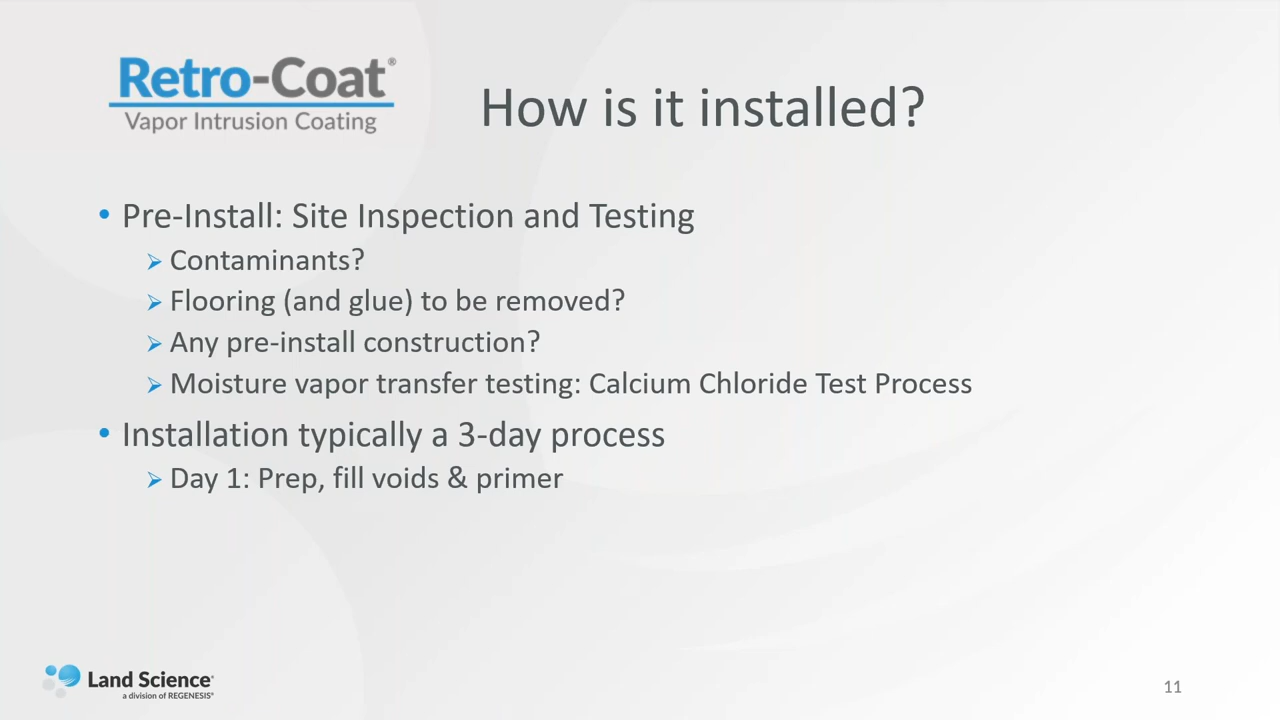 Retro-Coat®
Vapor Intrusion Coating
How is it installed?
• Pre-Install: Site Inspection and Testing
➢ Contaminants?
➢ Flooring (and glue) to be removed?
➢ Any pre-install construction?
➢ Moisture vapor transfer testing: Calcium Chloride Test Process
• Installation typically a 3-day process
➢ Day 1: Prep, fill voids & primer
Land Science®
a division of REGENESIS®
11